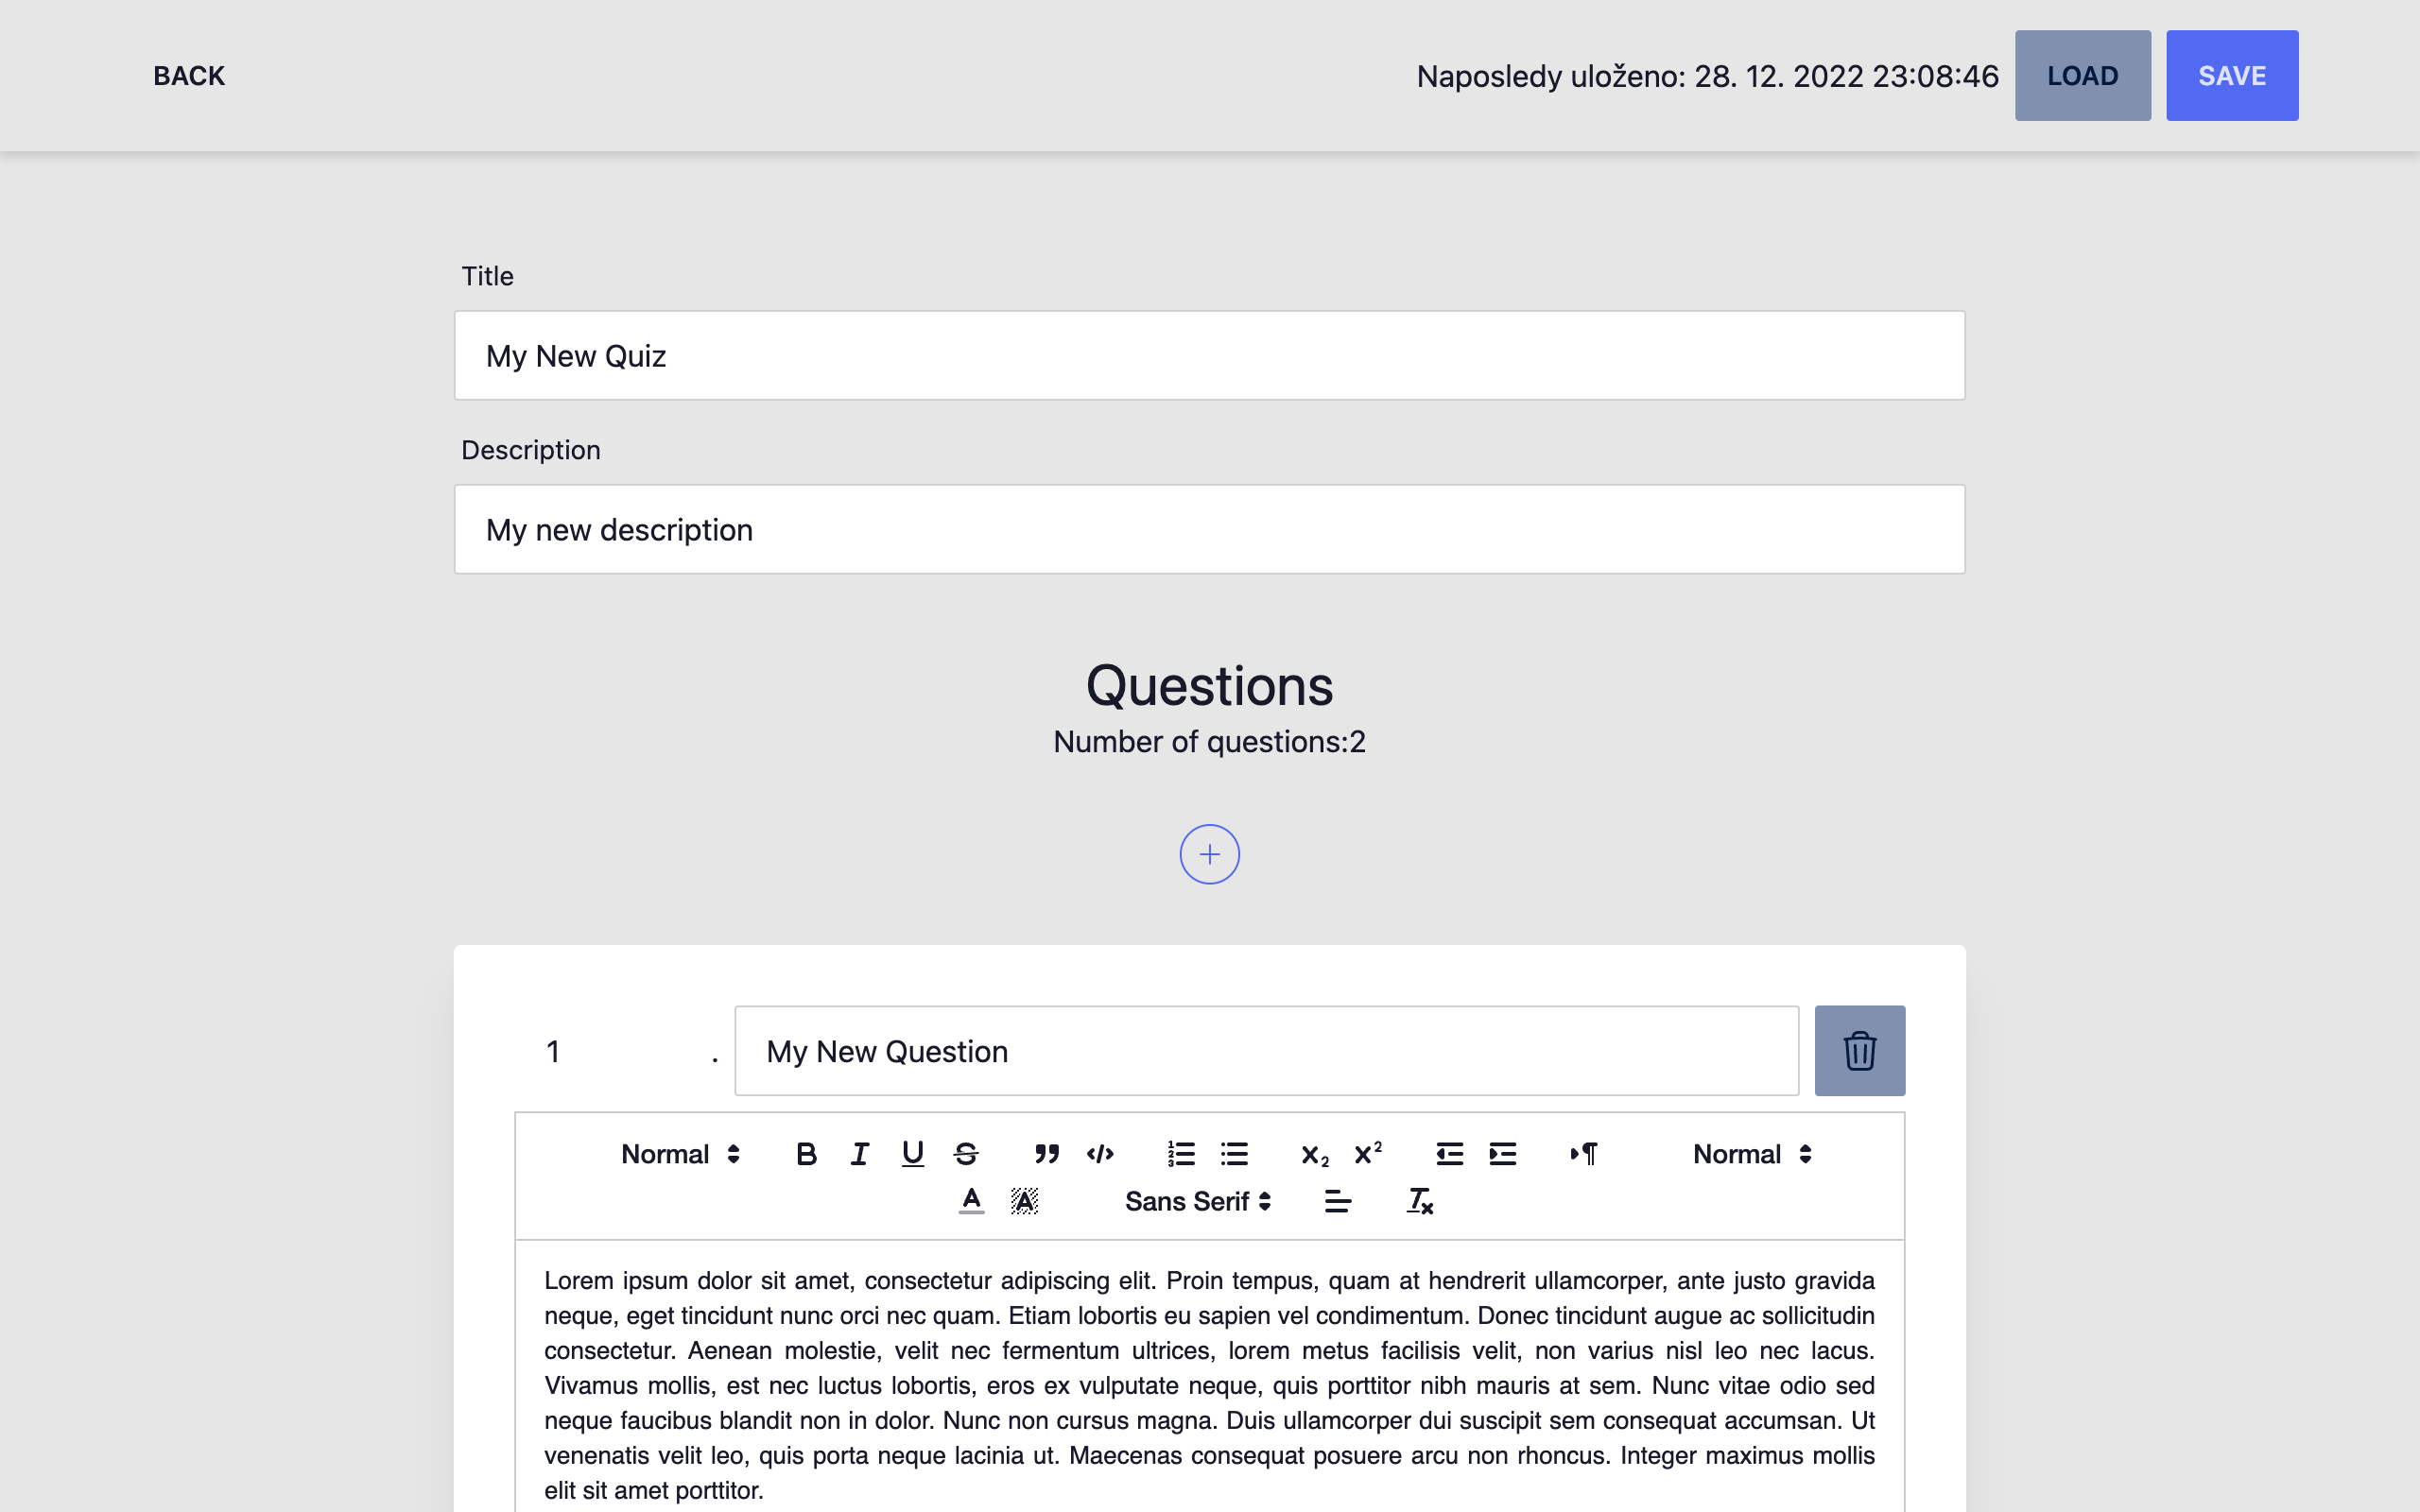 BACK
Naposledy uloženo: 28. 12. 2022 23:08:46
LOAD
SAVE
Title
My New Quiz
Description
My new description
Questions
Number of questions:2
1 .
My New Question
Normal
Normal
Sans Serif
Lorem ipsum dolor sit amet, consectetur adipiscing elit. Proin tempus, quam at hendrerit ullamcorper, ante justo gravida
neque, eget tincidunt nunc orci nec quam. Etiam lobortis eu sapien vel condimentum. Donec tincidunt augue ac sollicitudin
consectetur. Aenean molestie, velit nec fermentum ultrices, lorem metus facilisis velit, non varius nisl leo nec lacus.
Vivamus mollis, est nec luctus lobortis, eros ex vulputate neque, quis porttitor nibh mauris at sem. Nunc vitae odio sed
neque faucibus blandit non in dolor. Nunc non cursus magna. Duis ullamcorper dui suscipit sem consequat accumsan. Ut
venenatis velit leo, quis porta neque lacinia ut. Maecenas consequat posuere arcu non rhoncus. Integer maximus mollis
elit sit amet porttitor.